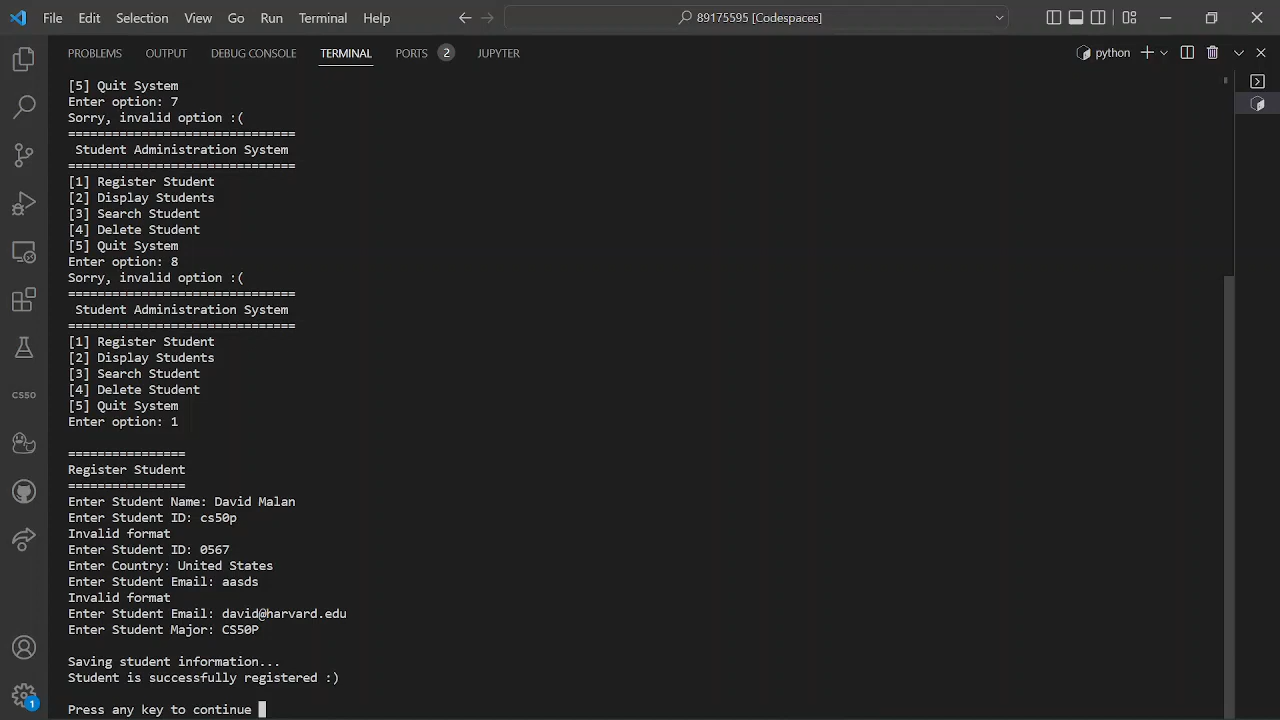 File Edit Selection View Go Run Terminal Help 89175595 [Codespaces]
PROBLEMS OUTPUT DEBUG CONSOLE TERMINAL PORTS 2 JUPYTER python
[5] Quit System
Enter option: 7
Sorry, invalid option :(
===============================
Student Administration System
===============================
[1] Register Student
[2] Display Students
[3] Search Student
[4] Delete Student
[5] Quit System
Enter option: 8
Sorry, invalid option :(
===============================
Student Administration System
===============================
[1] Register Student
[2] Display Students
[3] Search Student
[4] Delete Student
[5] Quit System
Enter option: 1
================
Register Student
================
Enter Student Name: David Malan
Enter Student ID: cs50p
Invalid format
Enter Student ID: 0567
Enter Country: United States
Enter Student Email: aasds
Invalid format
Enter Student Email: david@harvard.edu
Enter Student Major: CS50P
Saving student information...
Student is successfully registered :)
Press any key to continue
CS50
1